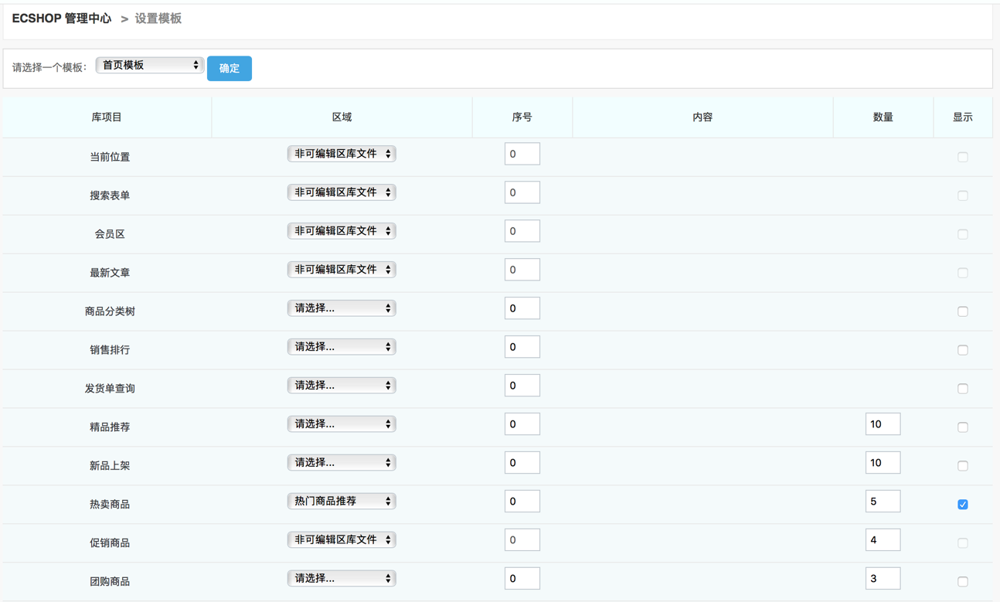 ECSHOP 管理中心 > 设置模板
请选择一个模板： 首页模板 确定
库项目 区域 序号 内容 数量 显示
当前位置 非可编辑区库文件 0
搜索表单 非可编辑区库文件 0
会员区 非可编辑区库文件 0
最新文章 非可编辑区库文件 0
商品分类树 请选择... 0
销售排行 请选择... 0
发货单查询 请选择... 0
精品推荐 请选择... 0 10
新品上架 请选择... 0 10
热卖商品 热门商品推荐 0 5
促销商品 非可编辑区库文件 0 4
团购商品 请选择... 0 3